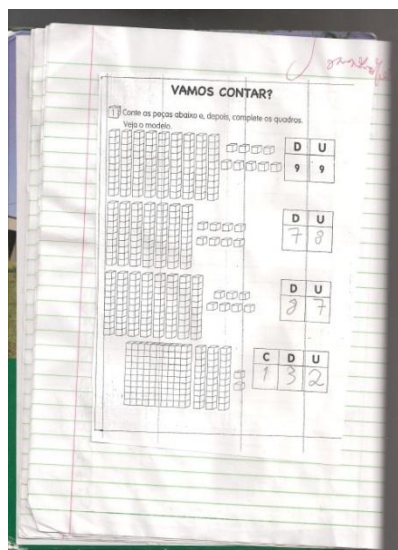 VAMOS CONTAR?
1 Conte as peças abaixo e, depois, complete os quadros.
Veja o modelo.
D U
9 9
D U
7 8
D U
8 7
C D U
1 3 2